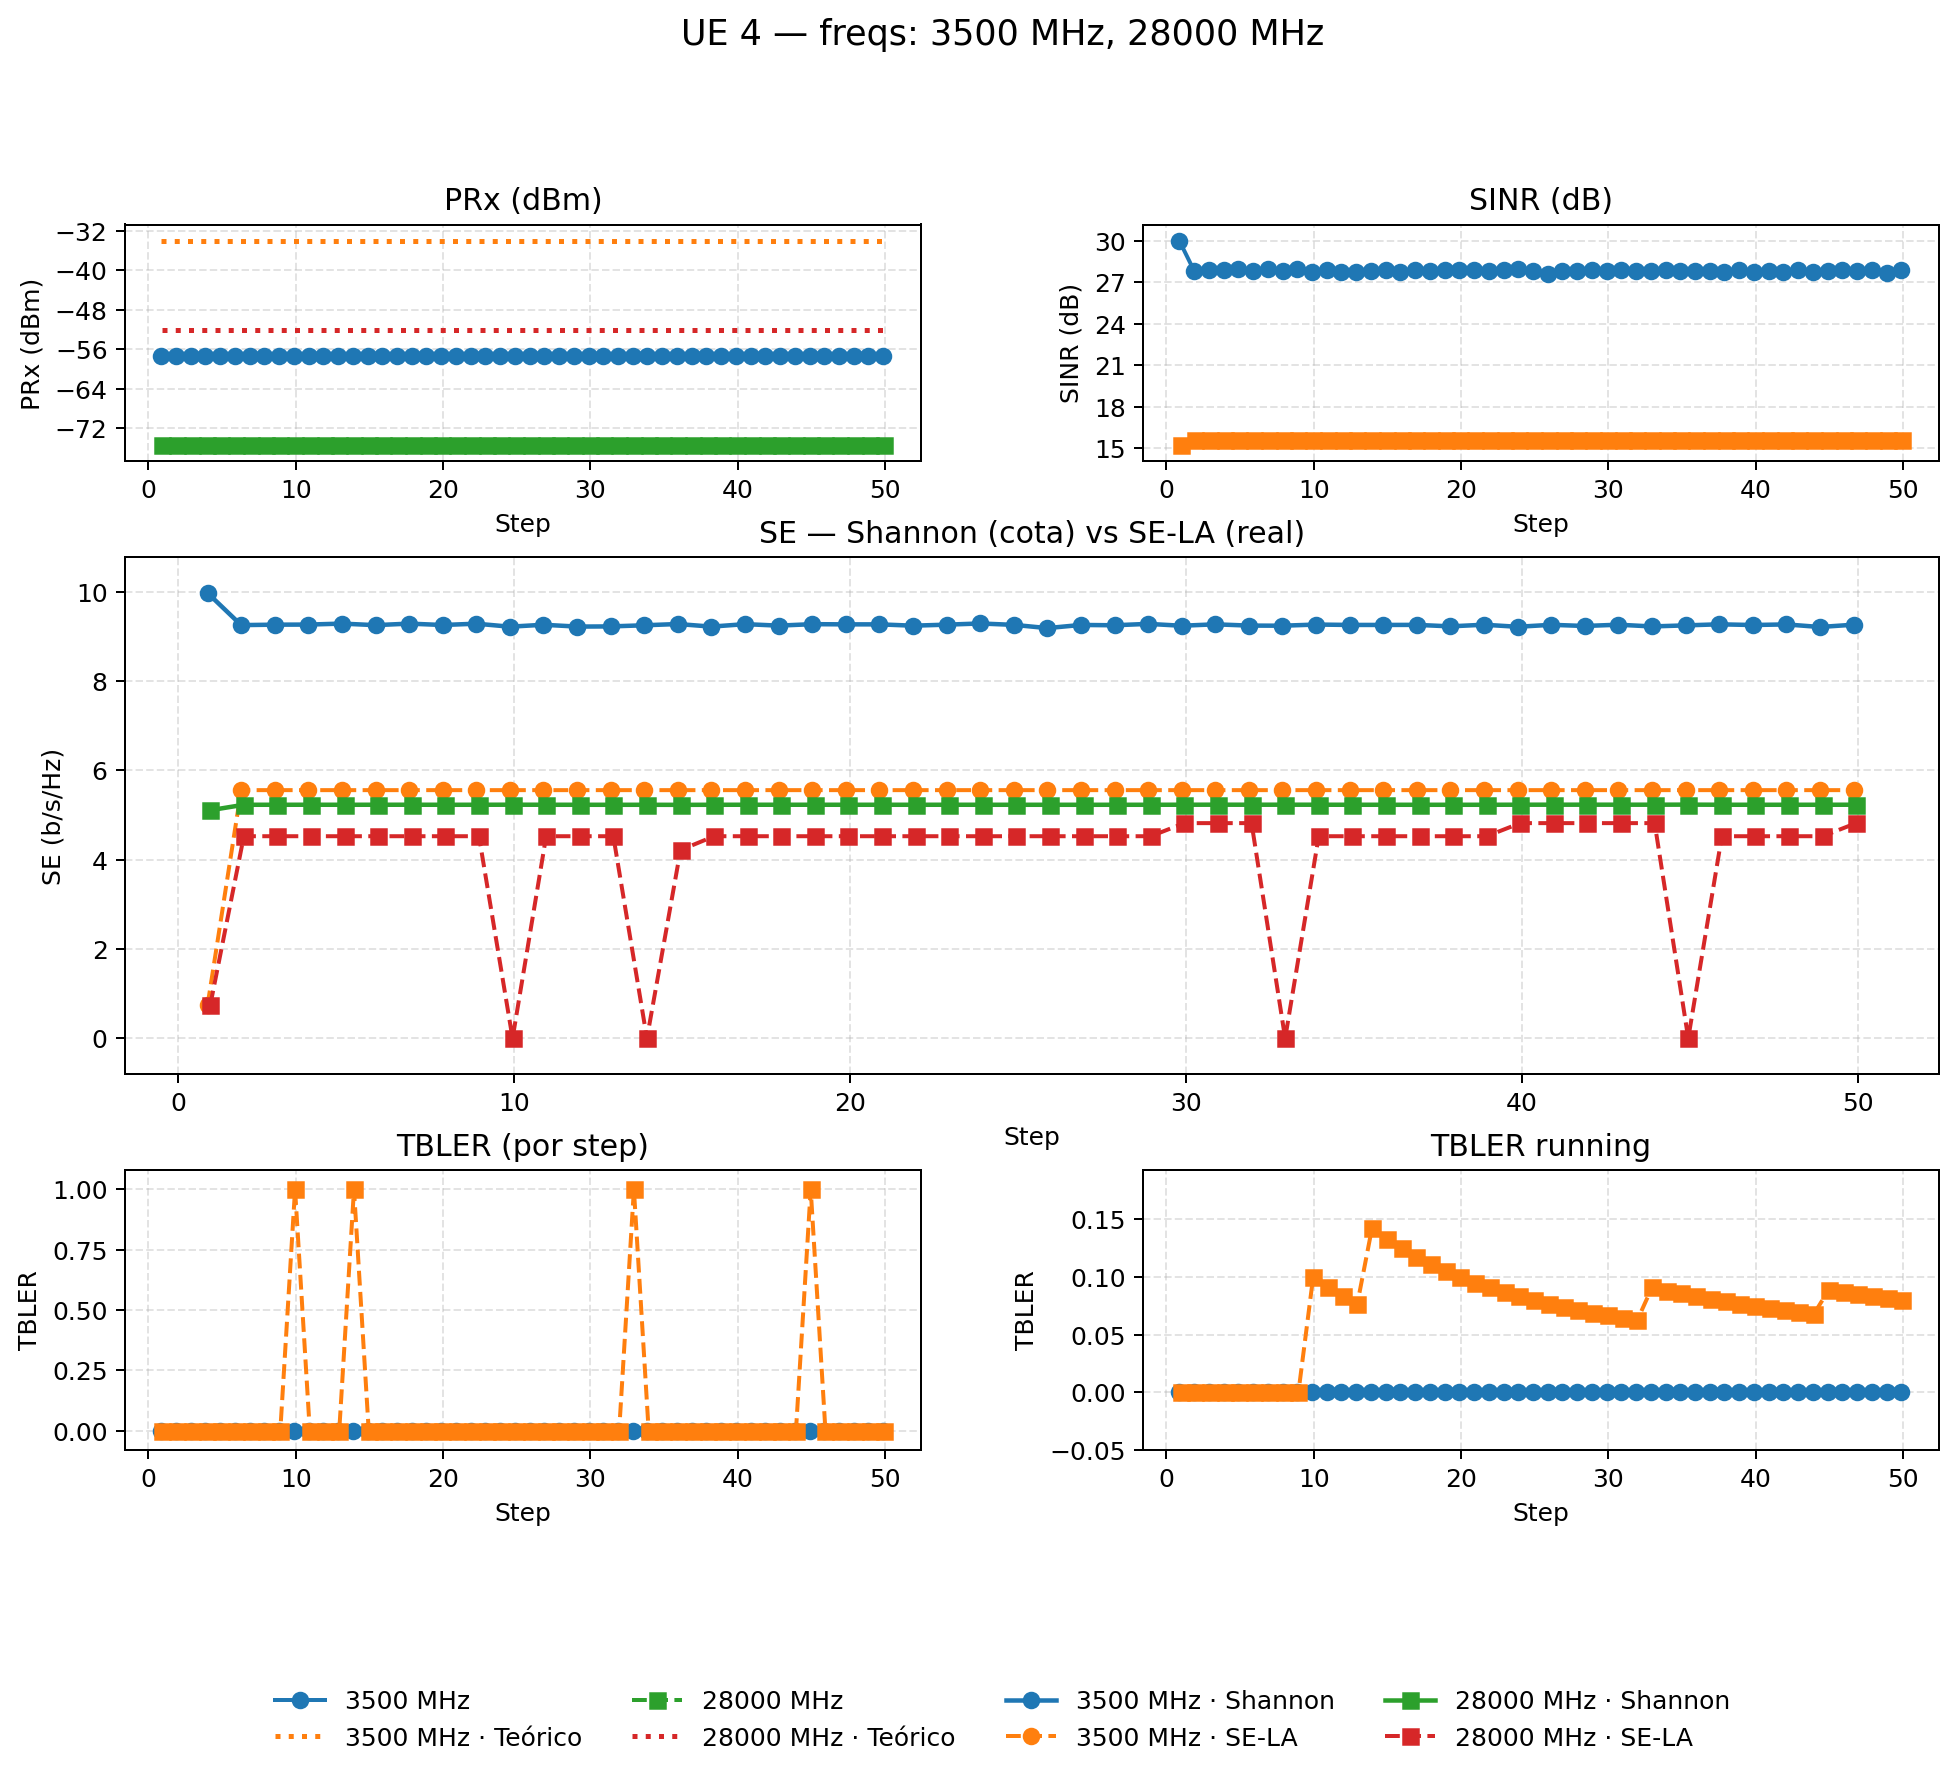 UE 4 — freqs: 3500 MHz, 28000 MHz
PRx (dBm)
PRx (dBm)
−32
−40
−48
−56
−64
−72
0 10 20 30 40 50
Step
SINR (dB)
SINR (dB)
30
27
24
21
18
15
0 10 20 30 40 50
Step
SE — Shannon (cota) vs SE-LA (real)
SE (b/s/Hz)
10
8
6
4
2
0
0 10 20 30 40 50
Step
TBLER (por step)
TBLER
1.00
0.75
0.50
0.25
0.00
0 10 20 30 40 50
Step
TBLER running
TBLER
0.15
0.10
0.05
0.00
−0.05
0 10 20 30 40 50
Step
3500 MHz
3500 MHz · Teórico
28000 MHz
28000 MHz · Teórico
3500 MHz · Shannon
3500 MHz · SE-LA
28000 MHz · Shannon
28000 MHz · SE-LA